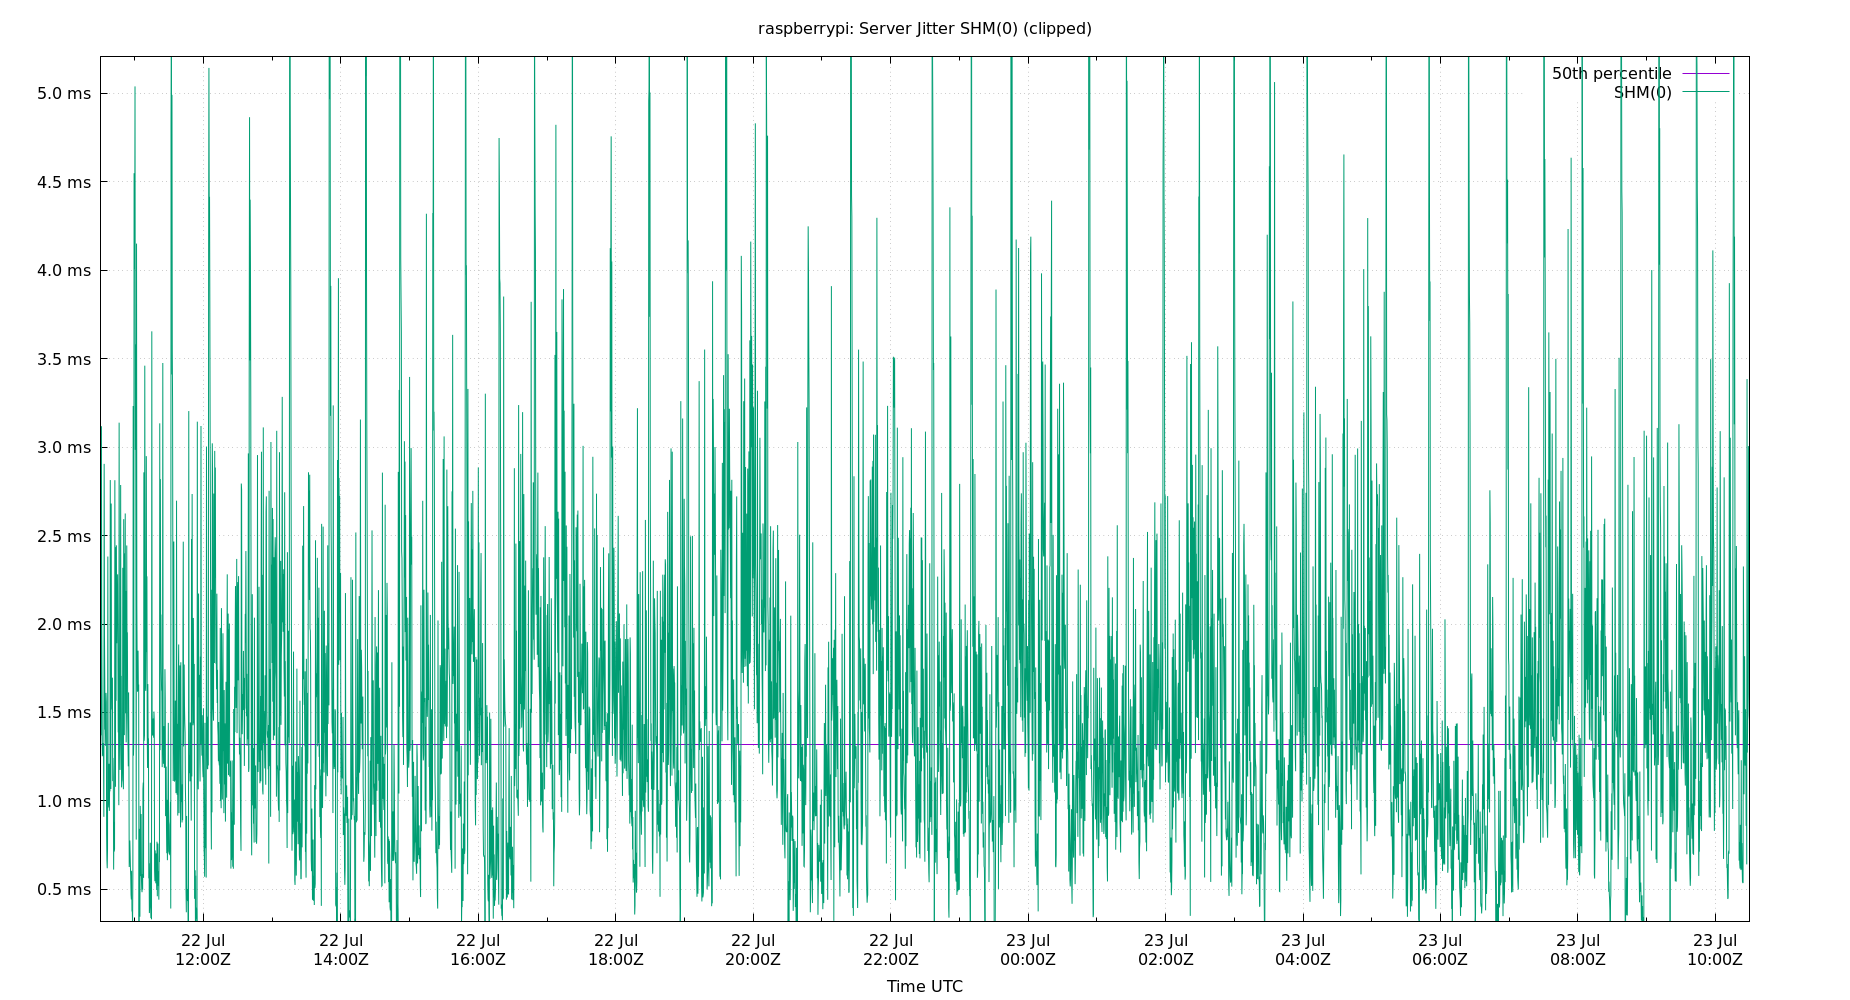 raspberrypi: Server Jitter SHM(0) (clipped)
50th percentile
SHM(0)
5.0 ms
4.5 ms
4.0 ms
3.5 ms
3.0 ms
2.5 ms
2.0 ms
1.5 ms
1.0 ms
0.5 ms
22 Jul
12:00Z
22 Jul
14:00Z
22 Jul
16:00Z
22 Jul
18:00Z
22 Jul
20:00Z
22 Jul
22:00Z
23 Jul
00:00Z
23 Jul
02:00Z
23 Jul
04:00Z
23 Jul
06:00Z
23 Jul
08:00Z
23 Jul
10:00Z
Time UTC